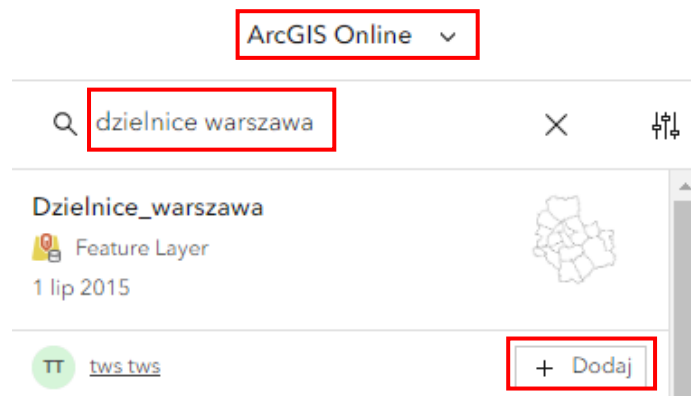 ArcGIS Online
dzielnice warszawa
Dzielnice_warszawa
Feature Layer
1 lip 2015
TT tws tws
+ Dodaj